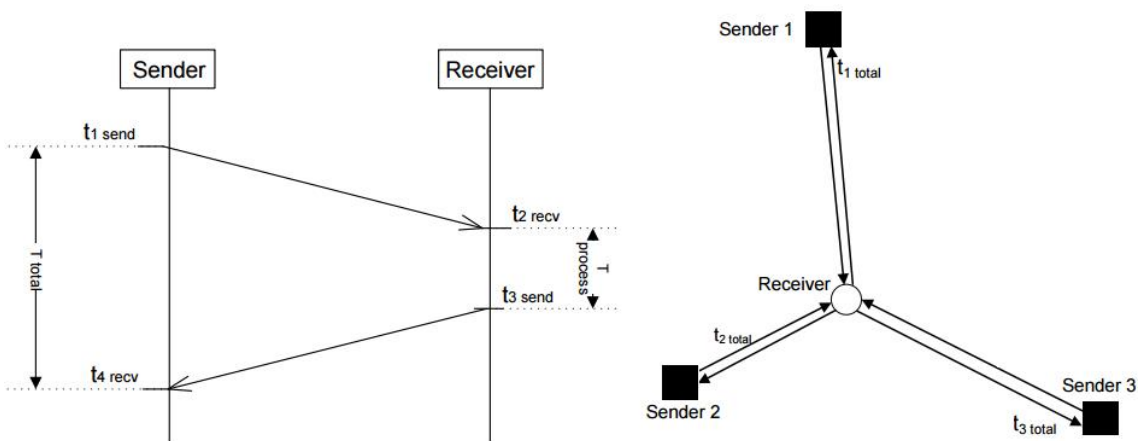 Sender
Receiver
t1 send
t2 recv
T total
T
process
t3 send
t4 recv
Sender 1
t1 total
Receiver
t2 total
Sender 2
Sender 3
t3 total